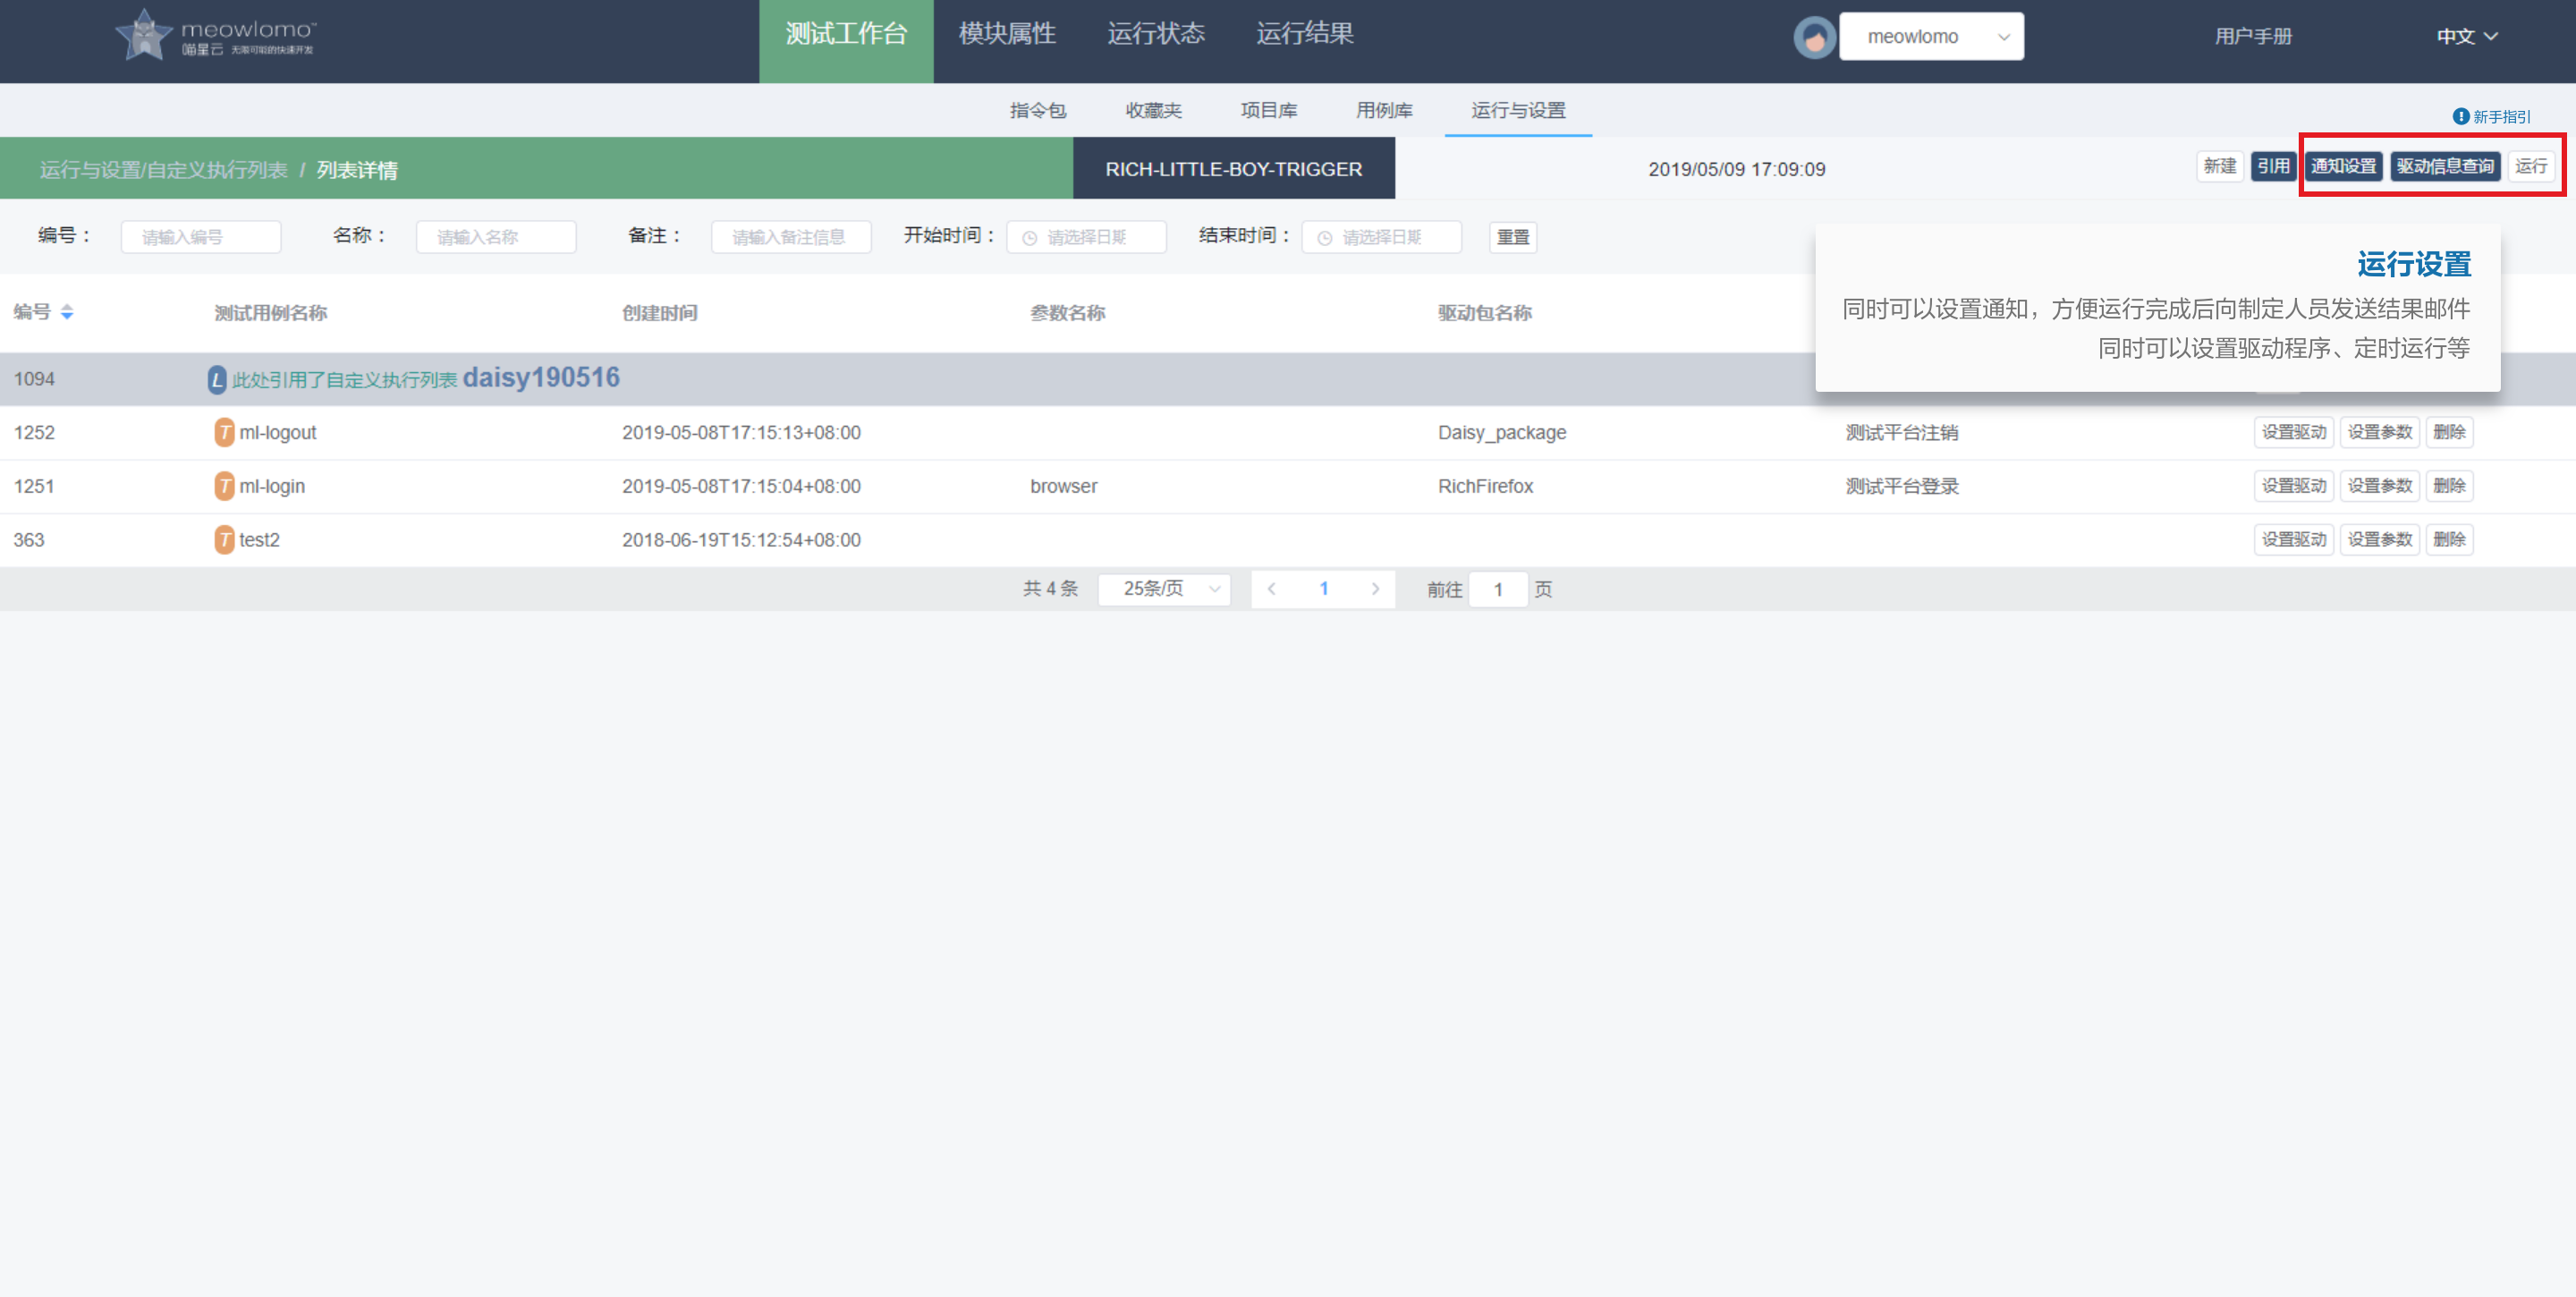 meowlomo™
喵星云 无限可能的快速开发
测试工作台 模块属性 运行状态 运行结果
meowlomo
用户手册
中文
指令包 收藏夹 项目库 用例库 运行与设置
新手指引
运行与设置/自定义执行列表 / 列表详情
RICH-LITTLE-BOY-TRIGGER
2019/05/09 17:09:09
新建 引用 通知设置 驱动信息查询 运行
编号： 请输入编号 名称： 请输入名称 备注： 请输入备注信息 开始时间： 请选择日期 结束时间： 请选择日期 重置
运行设置
同时可以设置通知，方便运行完成后向制定人员发送结果邮件
同时可以设置驱动程序、定时运行等
编号 测试用例名称 创建时间 参数名称 驱动包名称
1094 L 此处引用了自定义执行列表 daisy190516
1252 T ml-logout 2019-05-08T17:15:13+08:00 Daisy_package 测试平台注销 设置驱动 设置参数 删除
1251 T ml-login 2019-05-08T17:15:04+08:00 browser RichFirefox 测试平台登录 设置驱动 设置参数 删除
363 T test2 2018-06-19T15:12:54+08:00 设置驱动 设置参数 删除
共 4 条 25条/页 1 前往 1 页